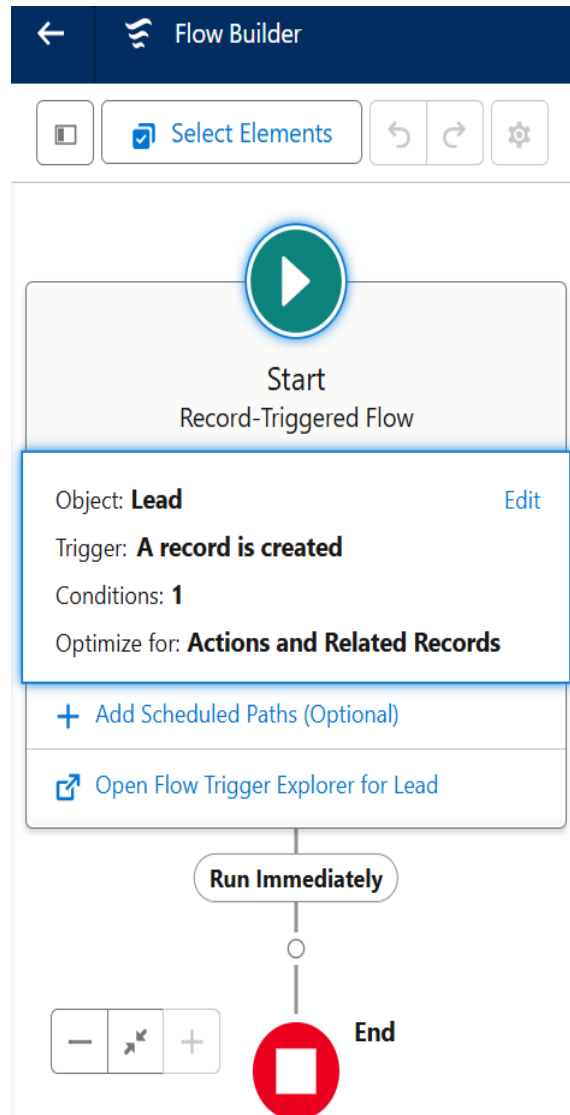 Flow Builder
Select Elements
Start
Record-Triggered Flow
Object: Lead
Edit
Trigger: A record is created
Conditions: 1
Optimize for: Actions and Related Records
Add Scheduled Paths (Optional)
Open Flow Trigger Explorer for Lead
Run Immediately
End